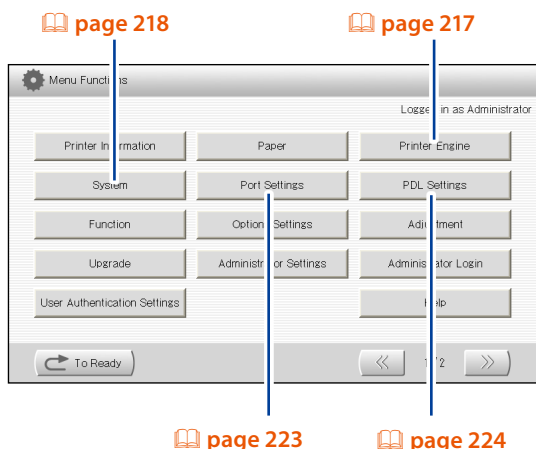 page 218
page 217
Menu Functions
Logged in as Administrator
Printer Information
Paper
Printer Engine
System
Port Settings
PDL Settings
Function
Option Settings
Adjustment
Upgrade
Administrator Settings
Administrator Login
User Authentication Settings
Help
To Ready
1/2
page 223
page 224